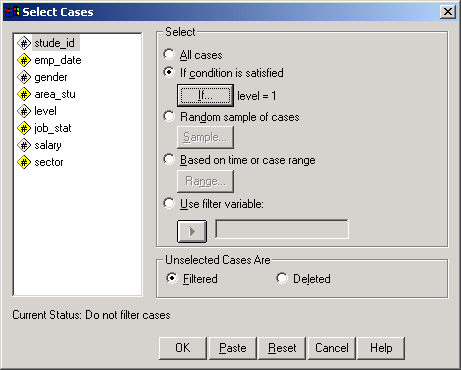 Select Cases
stude_id
emp_date
gender
area_stu
level
job_stat
salary
sector
Select
All cases
If condition is satisfied
If... level = 1
Random sample of cases
Sample...
Based on time or case range
Range...
Use filter variable:
Unselected Cases Are
Filtered Deleted
Current Status: Do not filter cases
OK Paste Reset Cancel Help